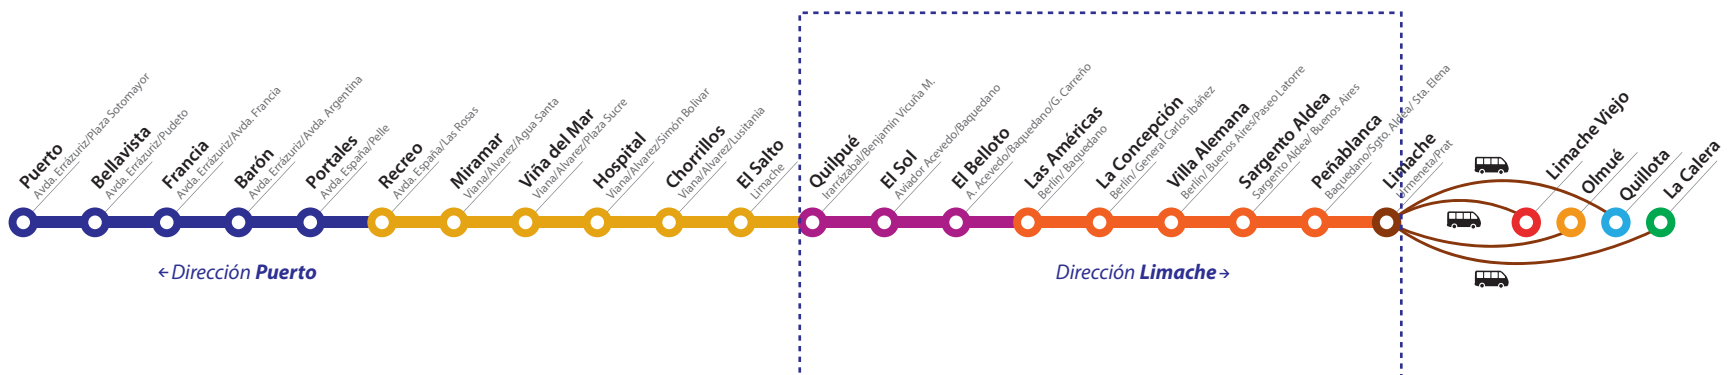 Puerto
Avda. Errázuriz/Plaza Sotomayor
Bellavista
Avda. Errázuriz/Pudeto
Francia
Avda. Errázuriz/Avda. Francia
Barón
Avda. Errázuriz/Avda. Argentina
Portales
Avda. España/Pelle
Recreo
Avda. España/Las Rosas
Miramar
Viana/Alvarez/Agua Santa
Viña del Mar
Viana/Alvarez/Plaza Sucre
Hospital
Viana/Alvarez/Simón Bolívar
Chorrillos
Viana/Alvarez/Lusitania
El Salto
Limache
Quilpué
Irarrázabal/Benjamín Vicuña M.
El Sol
Aviador Acevedo/Baquedano
El Belloto
A. Acevedo/Baquedano/G. Carreño
Las Américas
Berlín/ Baquedano
La Concepción
Berlín/ General Carlos Ibáñez
Villa Alemana
Berlín/ Buenos Aires/Paseo Latorre
Sargento Aldea
Sargento Aldea/ Buenos Aires
Peñablanca
Baquedano/Sgto. Aldea/ Sta. Elena
Limache
Urmeneta/Prat
Limache Viejo
Olmué
Quillota
La Calera
←Dirección Puerto
Dirección Limache→